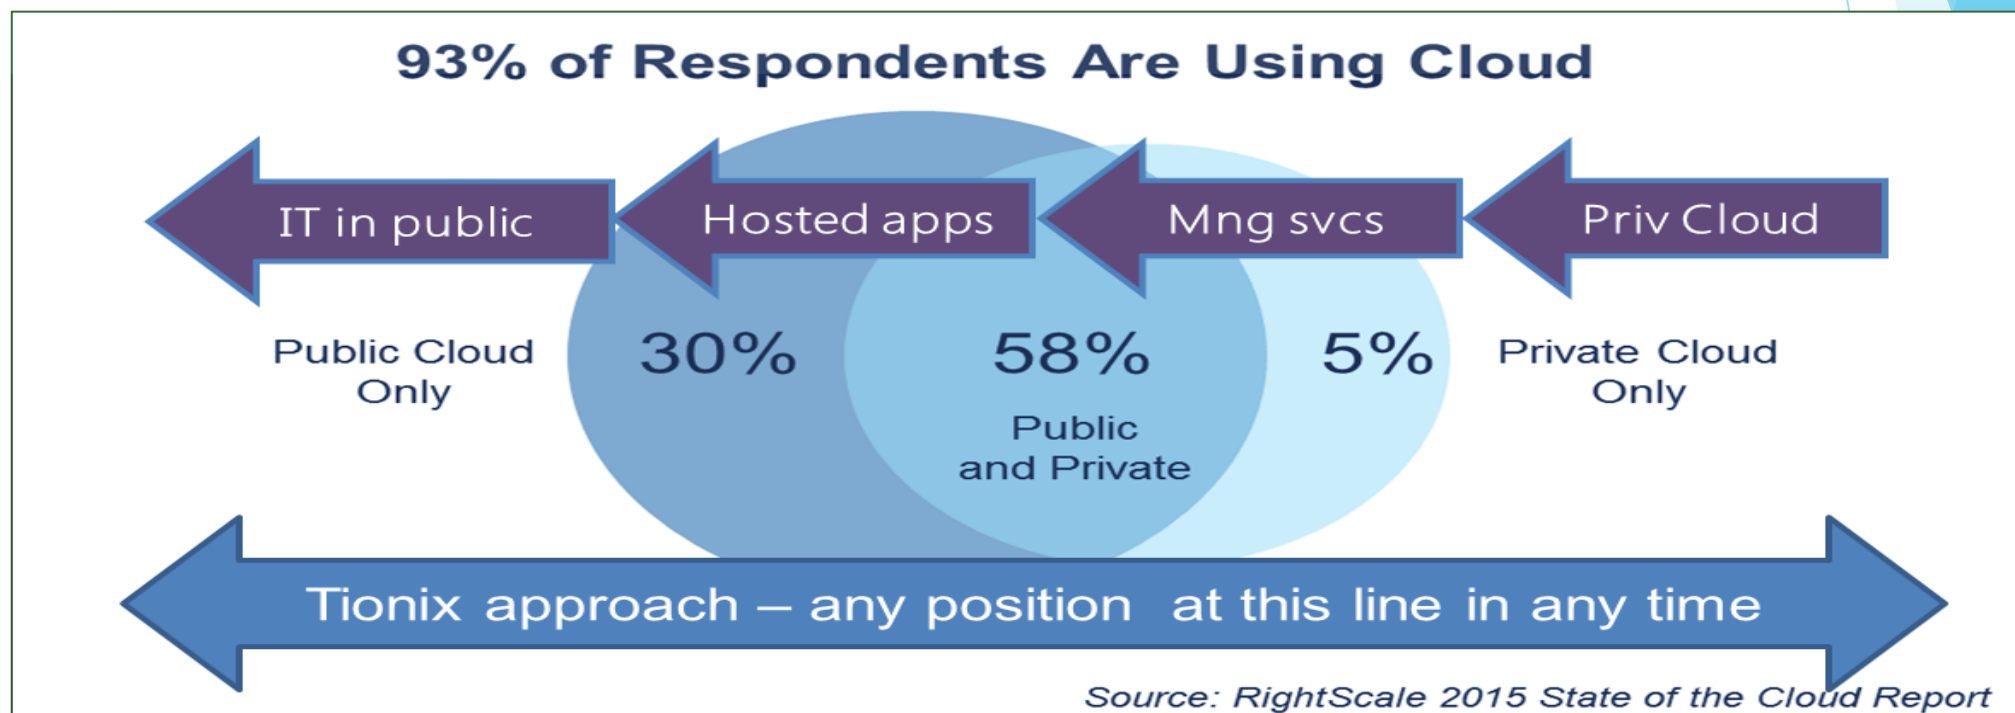 93% of Respondents Are Using Cloud
IT in public
Hosted apps
Mng svcs
Priv Cloud
Public Cloud
Only
30%
58%
Public
and Private
5%
Private Cloud
Only
Tionix approach – any position at this line in any time
Source: RightScale 2015 State of the Cloud Report